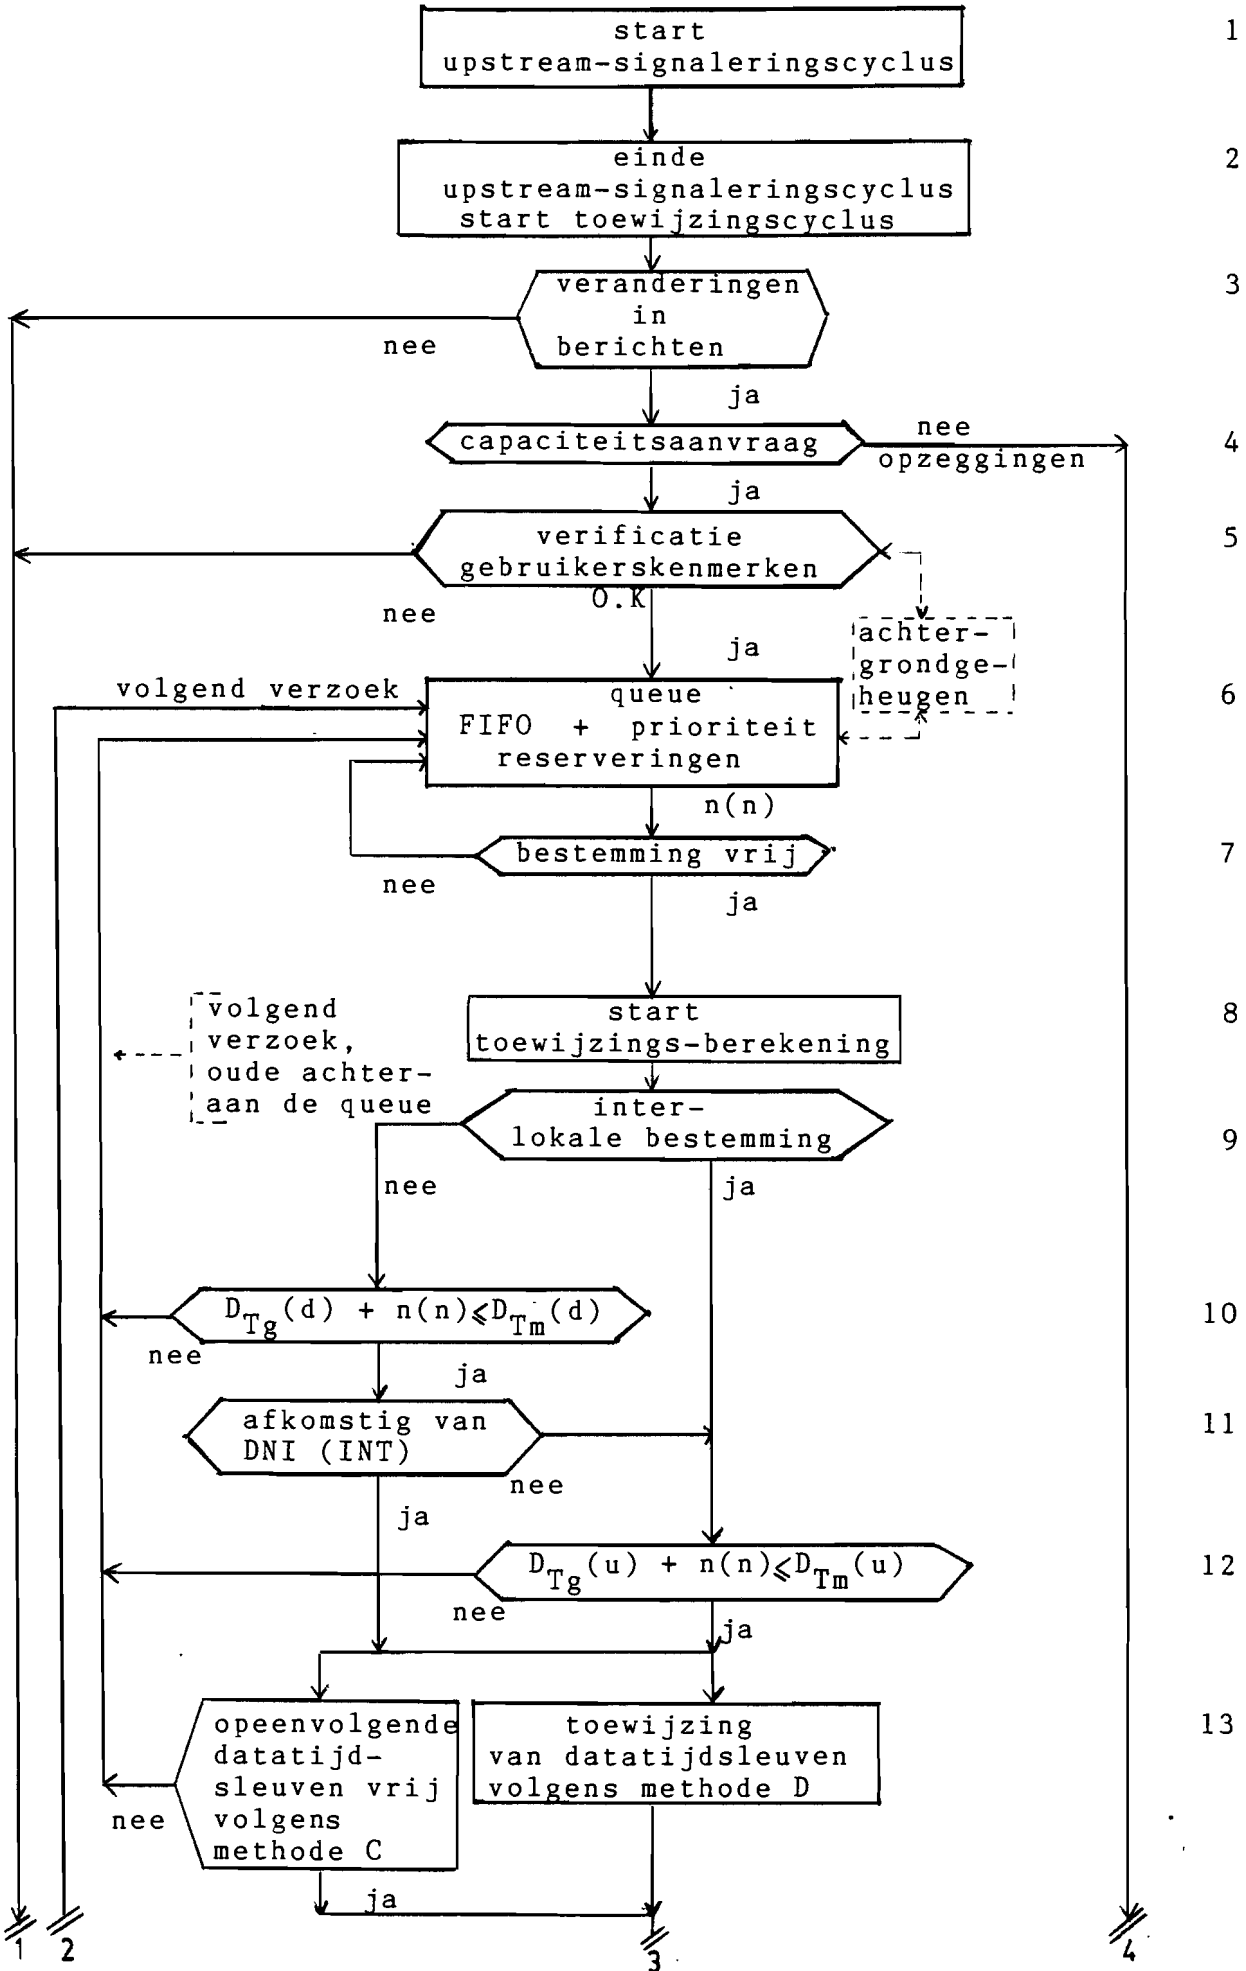 start
upstream-signaleringscyclus
1
einde
upstream-signaleringscyclus
start toewijzingscyclus
2
veranderingen
in
berichten
3
nee
ja
capaciteitsaanvraag
nee
opzeggingen
4
ja
verificatie
gebruikerskenmerken
O.K
5
nee
ja
achter-
grondge-
heugen
volgend verzoek
queue
FIFO + prioriteit
reserveringen
6
n(n)
bestemming vrij
7
nee
ja
volgend
verzoek,
oude achter-
aan de queue
start
toewijzings-berekening
8
inter-
lokale bestemming
9
nee
ja
D_Tg(d) + n(n)⩽D_Tm(d)
10
nee
ja
afkomstig van
DNI (INT)
11
nee
ja
D_Tg(u) + n(n)⩽D_Tm(u)
12
nee
ja
opeenvolgende
datatijd-
sleuven vrij
volgens
methode C
toewijzing
van datatijdsleuven
volgens methode D
13
nee
ja
1
2
3
4